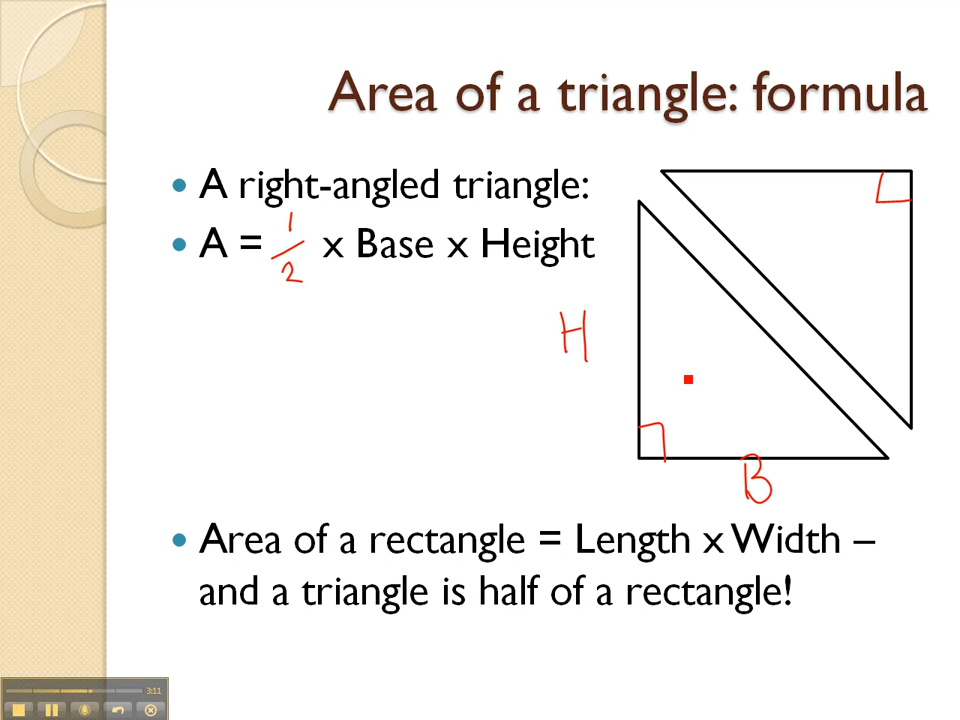 Area of a triangle: formula
A right-angled triangle:
A = 1/2 x Base x Height
H
B
Area of a rectangle = Length x Width –
and a triangle is half of a rectangle!
3:11